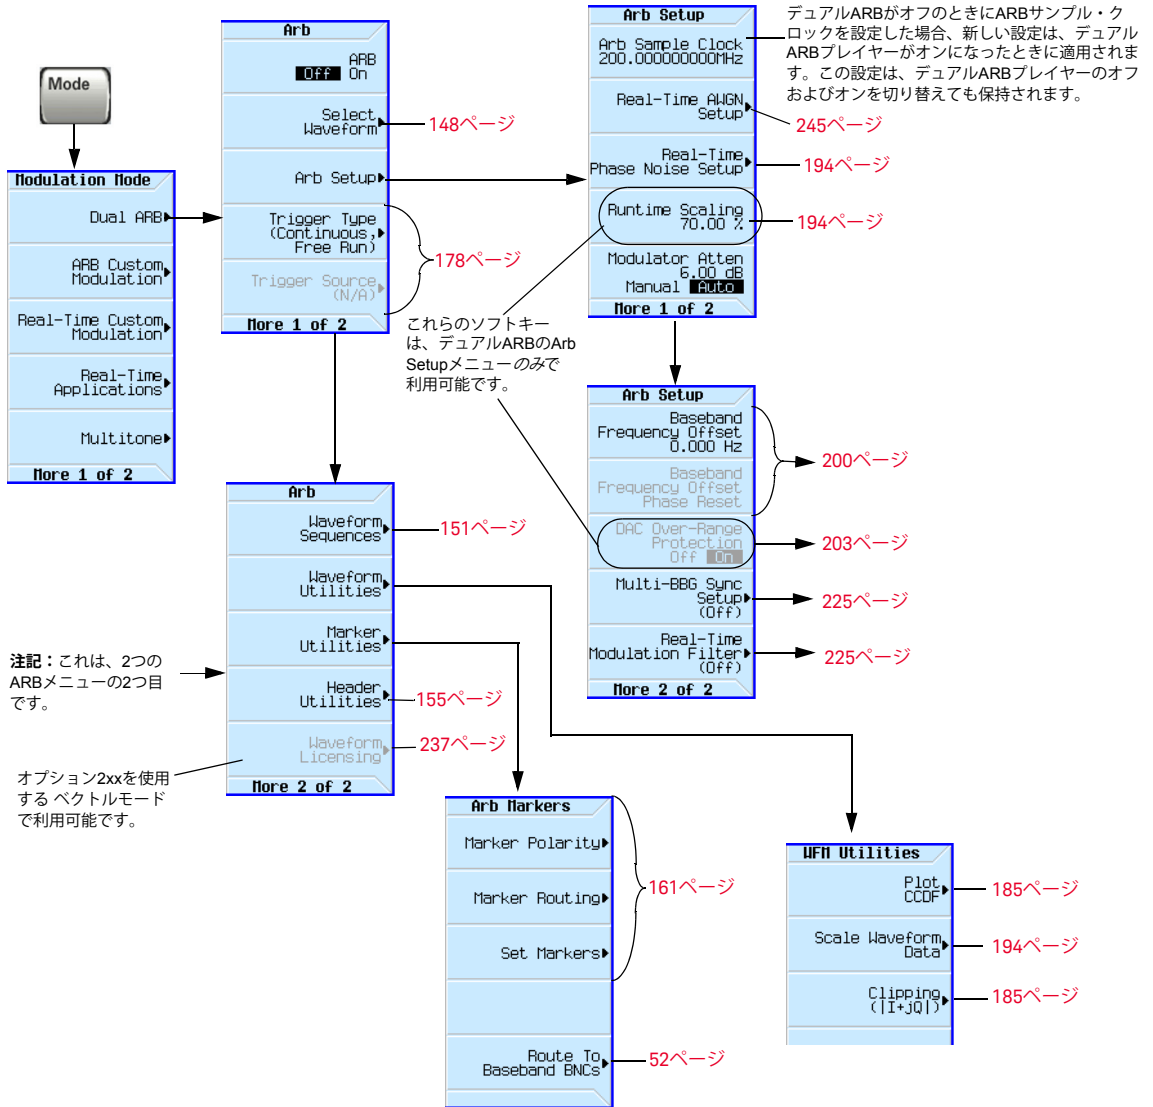 Mode
Modulation Mode
Dual ARB
ARB Custom
Modulation
Real-Time Custom
Modulation
Real-Time
Applications
Multitone
More 1 of 2
Arb
ARB
Off On
Select
Waveform
148ページ
Arb Setup
Trigger Type
(Continuous,
Free Run)
Trigger Source
(N/A)
178ページ
More 1 of 2
Arb Setup
Arb Sample Clock
200.000000000MHz
Real-Time AWGN
Setup
245ページ
Real-Time
Phase Noise Setup
194ページ
Runtime Scaling
70.00 %
194ページ
Modulator Atten
6.00 dB
Manual Auto
More 1 of 2
デュアルARBがオフのときにARBサンプル・ク
ロックを設定した場合、新しい設定は、デュアル
ARBプレイヤーがオンになったときに適用されま
す。この設定は、デュアルARBプレイヤーのオフ
およびオンを切り替えても保持されます。
これらのソフトキー
は、デュアルARBのArb
Setupメニューのみで
利用可能です。
Arb Setup
Baseband
Frequency Offset
0.000 Hz
Baseband
Frequency Offset
Phase Reset
200ページ
DAC Over-Range
Protection
Off On
203ページ
Multi-BBG Sync
Setup
(Off)
225ページ
Real-Time
Modulation Filter
(Off)
225ページ
More 2 of 2
Arb
Waveform
Sequences
151ページ
Waveform
Utilities
Marker
Utilities
Header
Utilities
155ページ
Waveform
Licensing
237ページ
More 2 of 2
注記：これは、2つの
ARBメニューの2つ目
です。
オプション2xxを使用
する ベクトルモード
で利用可能です。
Arb Markers
Marker Polarity
Marker Routing
Set Markers
161ページ
Route To
Baseband BNCs
52ページ
WFM Utilities
Plot
CCDF
185ページ
Scale Waveform
Data
194ページ
Clipping
(|I+jQ|)
185ページ